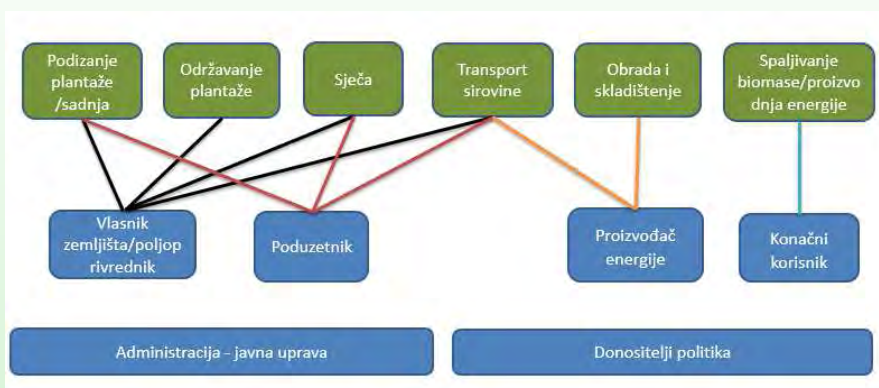 Podizanje
plantaže
/sadnja
Održavanje
plantaže
Sječa
Transport
sirovine
Obrada i
skladištenje
Spaljivanje
biomase/proizvo
dnja energije
Vlasnik
zemljišta/poljop
rivrednik
Poduzetnik
Proizvođač
energije
Konačni
korisnik
Administracija - javna uprava
Donositelji politika